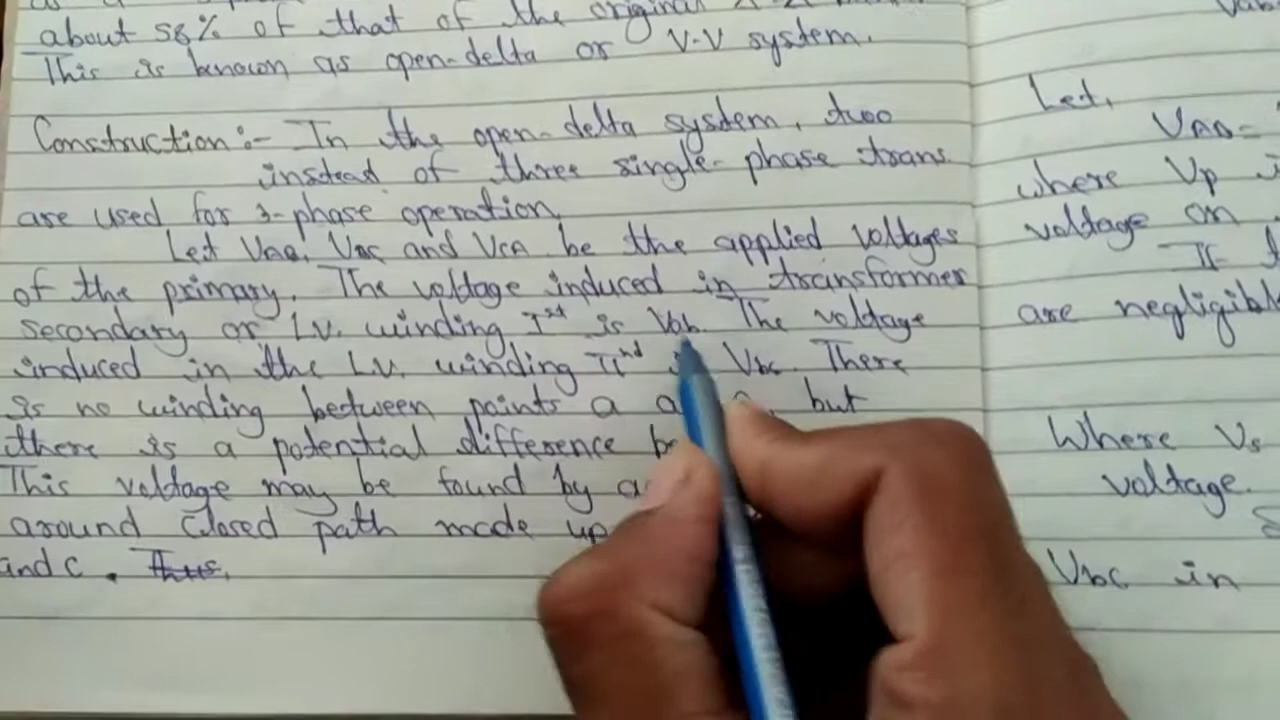 about 58% of that of the original
This is known as open-delta or V-V system.
Construction:- In the open-delta system, two
instead of three single-phase trans
are used for 3-phase operation.
Let VAB, VBC and VCA be the applied voltages
of the primary. The voltage induced in transformer
secondary or L.V. winding Ist is Vab. The voltage
induced in the L.V. winding IInd Vbc. There
is no winding between points a but
there is a potential difference
This voltage may be found by
around closed path made up
and c. Thus,
Let,
VAB=
where Vp
voltage on
If
are negligible
Where Vs
voltage.
Vbc in